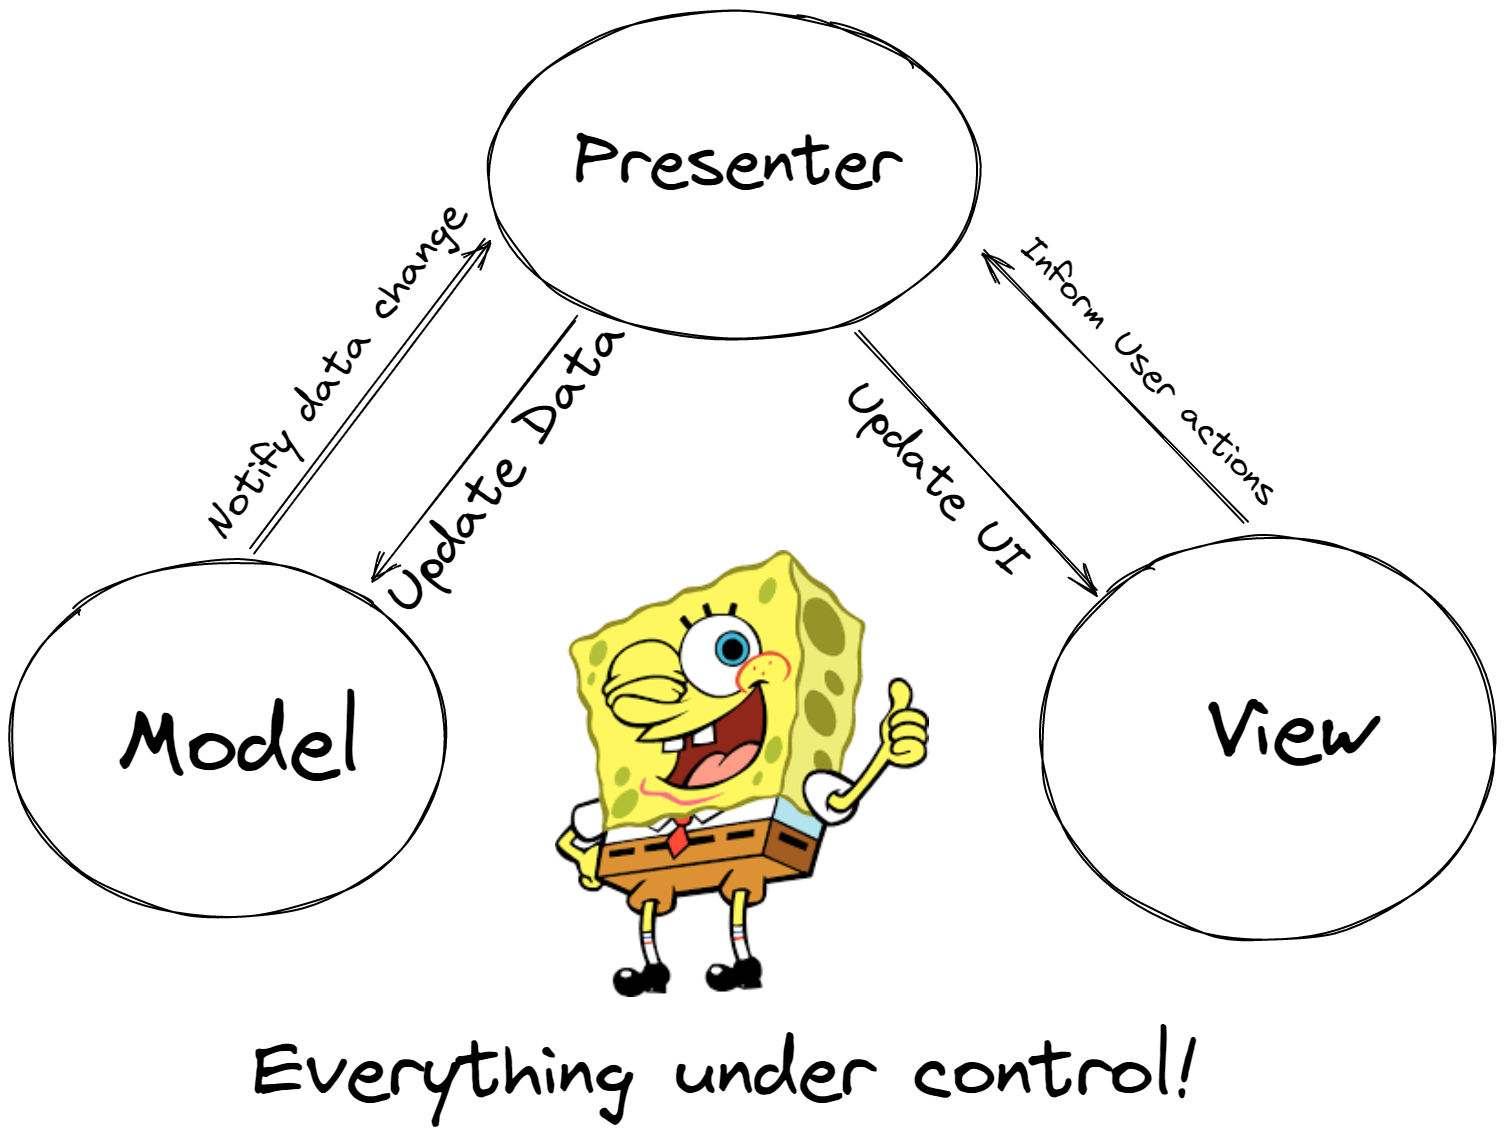 Presenter
Notify data change
Update Data
Update UI
Inform User actions
Model
View
Everything under control!